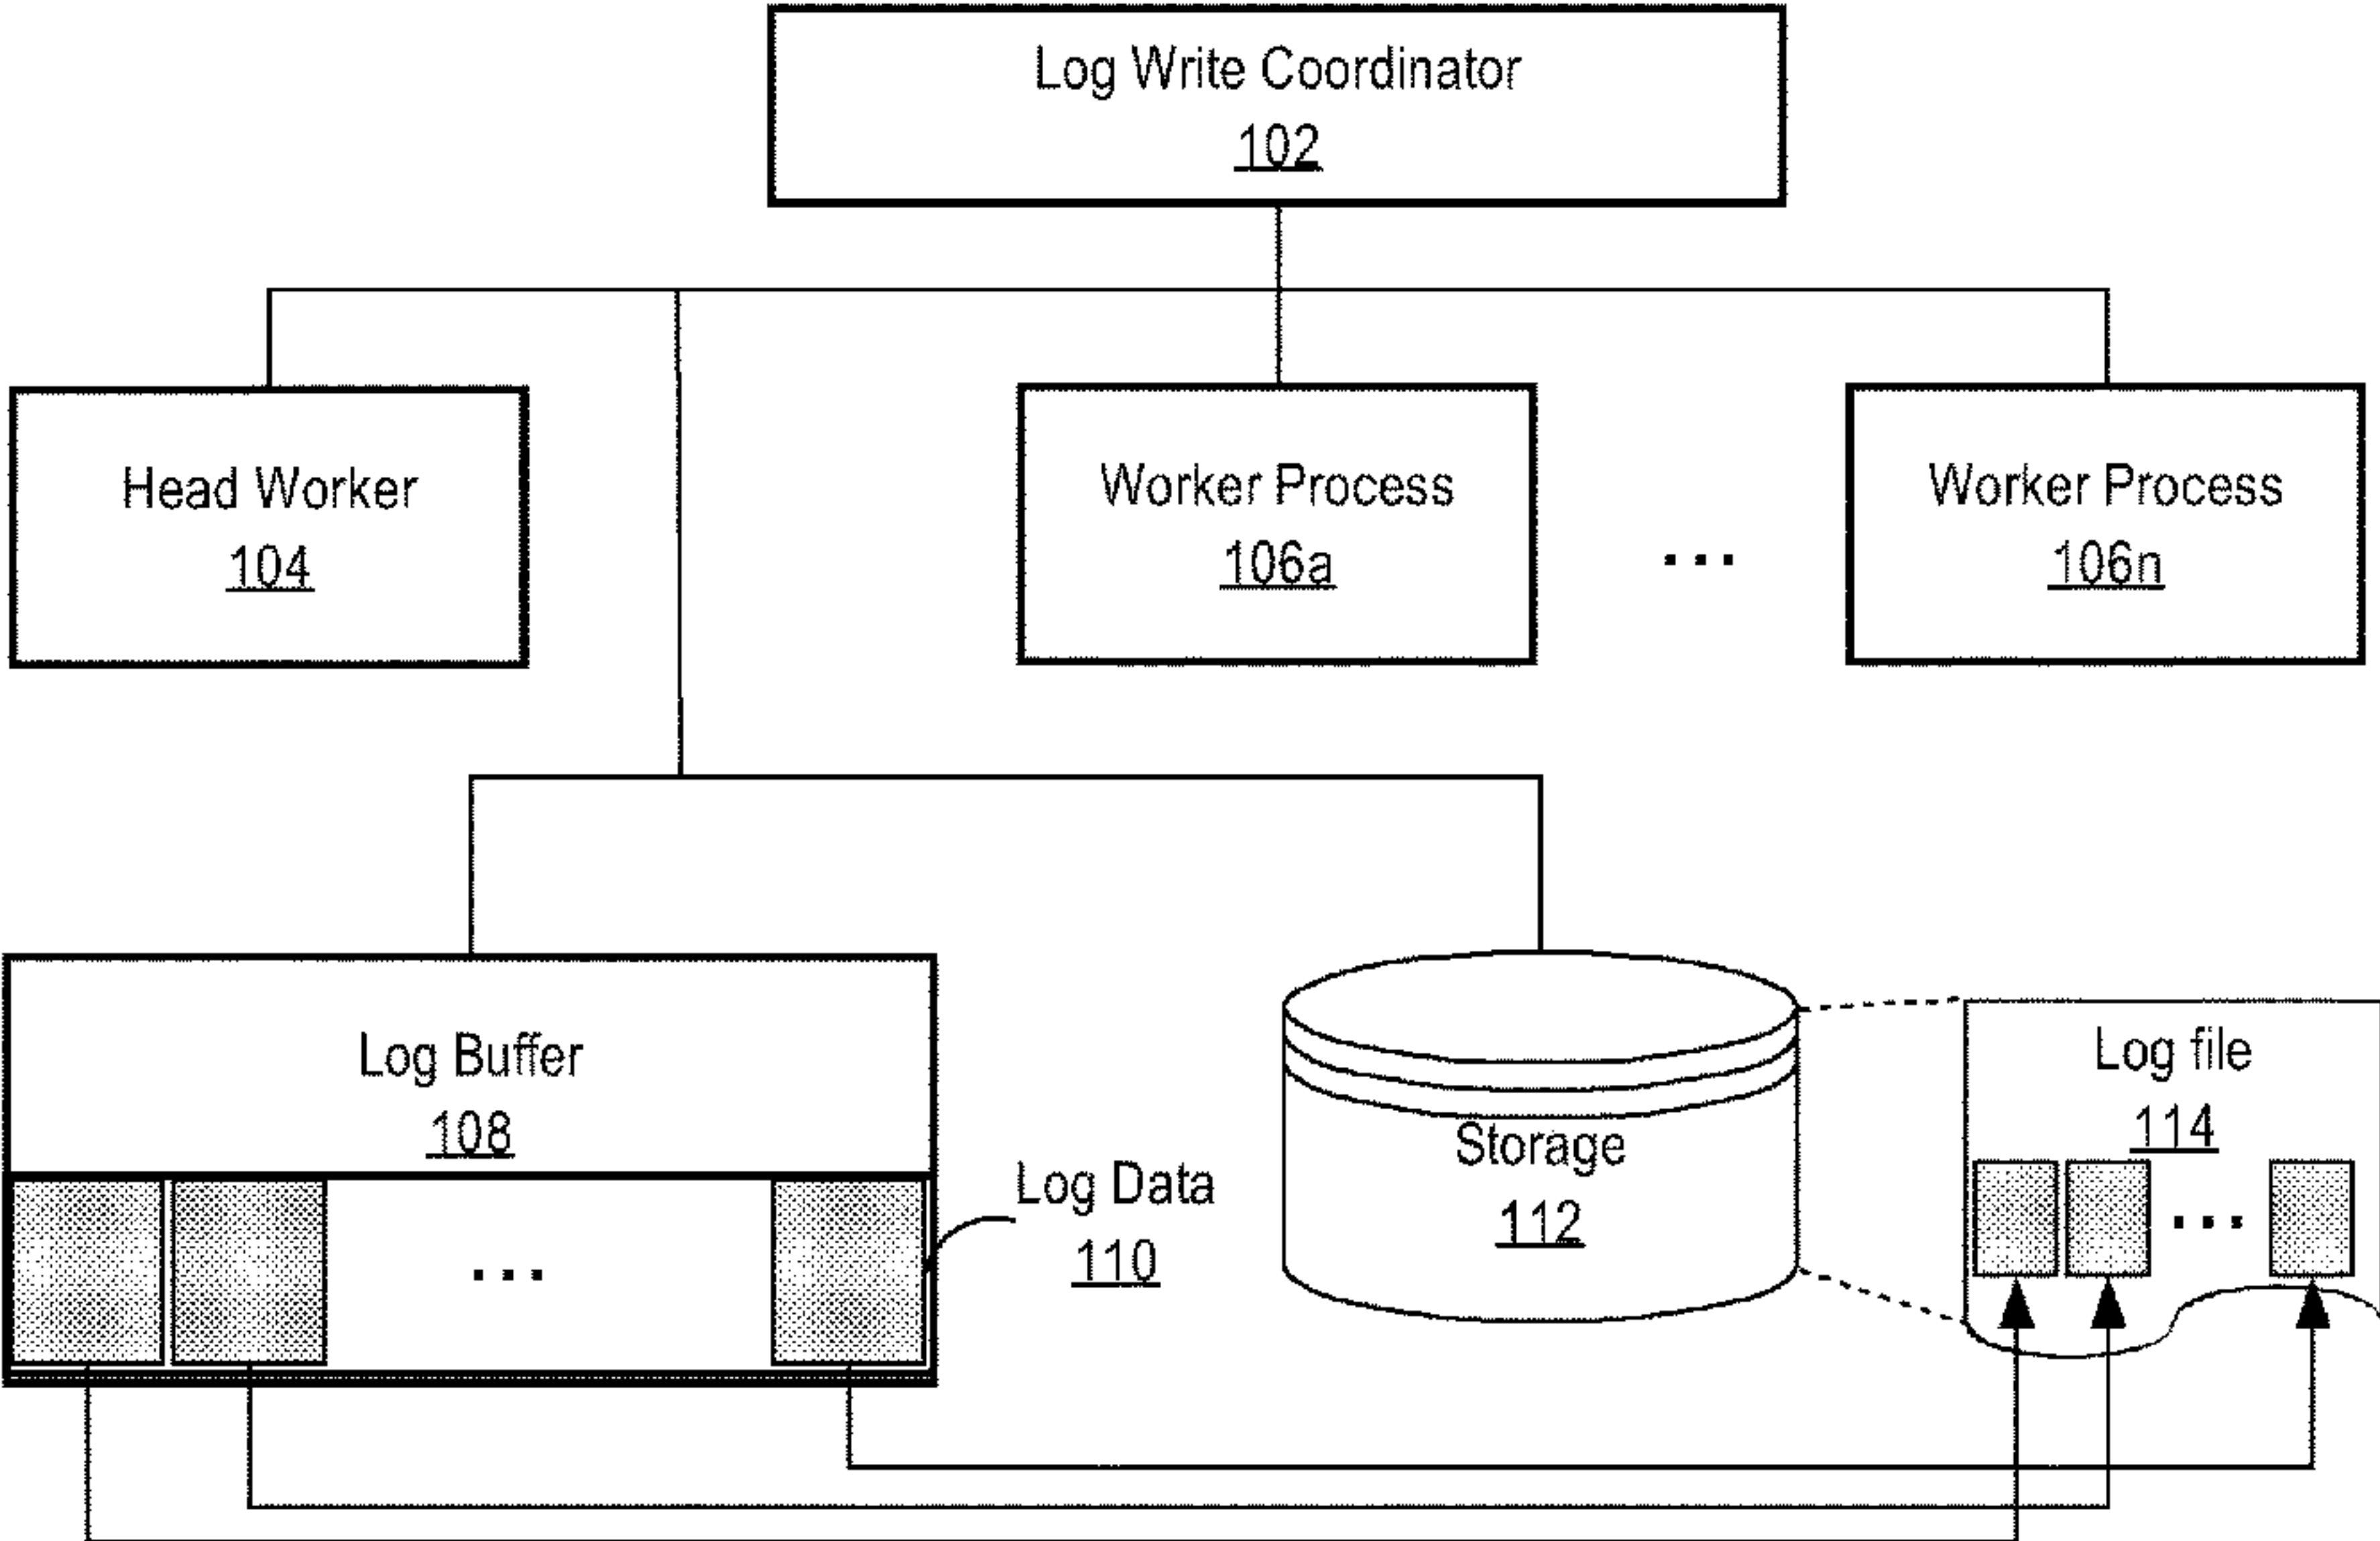 Log Write Coordinator
102
Head Worker
104
Worker Process
106a
...
Worker Process
106n
Log Buffer
108
...
Log Data
110
Storage
112
Log file
114
...